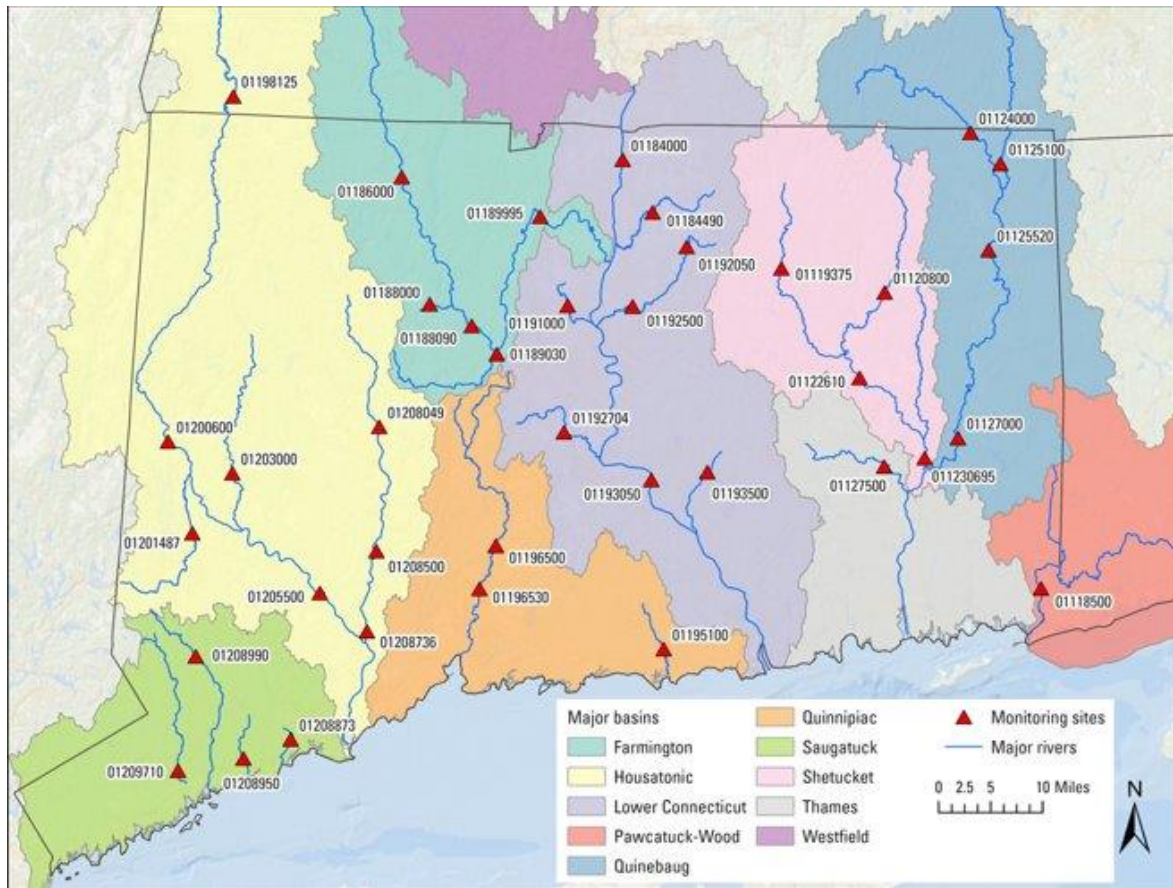 01198125
01124000
01184000
01125100
01186000
01189995
01184490
01125520
01192050
01119375
01120800
01188000
01191000
01192500
01188090
01189030
01122610
01208049
01192704
01127000
01200600
01203000
01193050
01193500
01127500
011230695
01201487
01196500
01208500
01205500
01196530
01118500
01208736
01195100
01208990
01208873
01209710
01208950
Major basins
Farmington
Housatonic
Lower Connecticut
Pawcatuck-Wood
Quinebaug
Quinnipiac
Saugatuck
Shetucket
Thames
Westfield
Monitoring sites
Major rivers
0 2.5 5 10 Miles
N